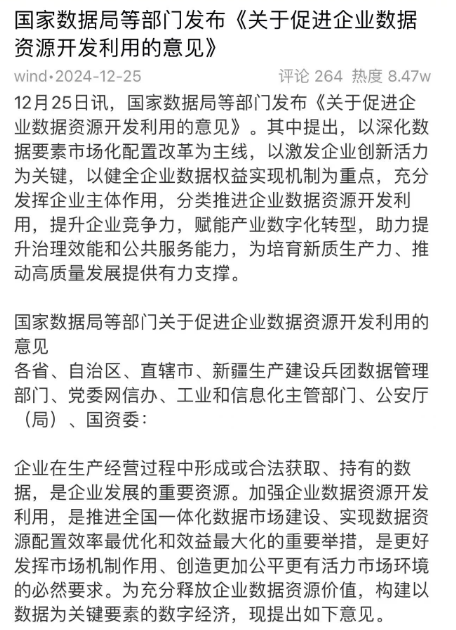 国家数据局等部门发布《关于促进企业数据
资源开发利用的意见》
wind•2024-12-25 评论 264 热度 8.47w
12月25日讯，国家数据局等部门发布《关于促进企
业数据资源开发利用的意见》。其中提出，以深化数
据要素市场化配置改革为主线，以激发企业创新活力
为关键，以健全企业数据权益实现机制为重点，充分
发挥企业主体作用，分类推进企业数据资源开发利
用，提升企业竞争力，赋能产业数字化转型，助力提
升治理效能和公共服务能力，为培育新质生产力、推
动高质量发展提供有力支撑。
国家数据局等部门关于促进企业数据资源开发利用的
意见
各省、自治区、直辖市、新疆生产建设兵团数据管理
部门、党委网信办、工业和信息化主管部门、公安厅
（局）、国资委：
企业在生产经营过程中形成或合法获取、持有的数
据，是企业发展的重要资源。加强企业数据资源开发
利用，是推进全国一体化数据市场建设、实现数据资
源配置效率最优化和效益最大化的重要举措，是更好
发挥市场机制作用、创造更加公平更有活力市场环境
的必然要求。为充分释放企业数据资源价值，构建以
数据为关键要素的数字经济，现提出如下意见。